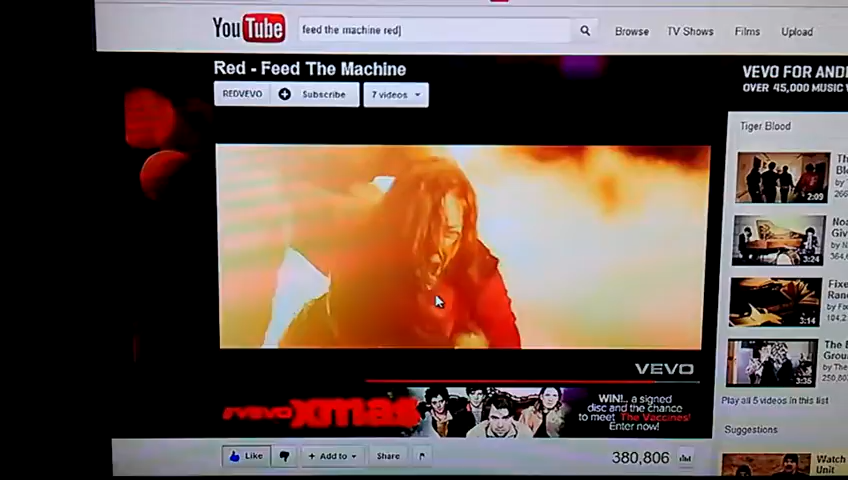 YouTube
feed the machine red]
Browse
TV Shows
Films
Upload
Red - Feed The Machine
REDVEVO
Subscribe
7 videos
VEVO FOR
OVER 45,000 MUSIC
Tiger Blood
2:09
3:24
3:14
3:35
Play all 5 videos in this list
Suggestions
Watch
Unit
VEVO
VEVO xmas
WIN!.. a signed
disc and the chance
to meet The Vaccines!
Enter now!
Like
Add to
Share
380,806